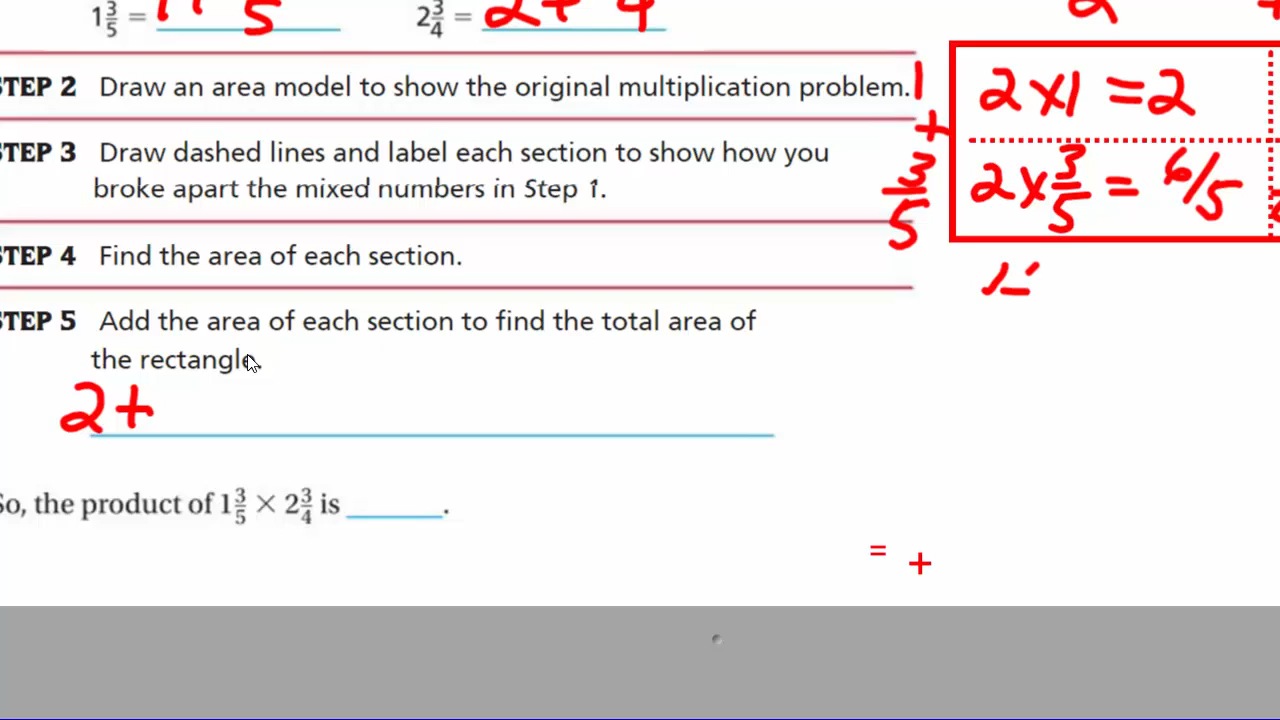 1 3/5 = 1 + 5 2 3/4 = 2 + 4
STEP 2 Draw an area model to show the original multiplication problem.
STEP 3 Draw dashed lines and label each section to show how you
broke apart the mixed numbers in Step 1.
STEP 4 Find the area of each section.
STEP 5 Add the area of each section to find the total area of
the rectangle.
2+
So, the product of 1 3/5 × 2 3/4 is ______.
= +
2 +
1 + 3/5
2 x 1 = 2
2 x 3/5 = 6/5